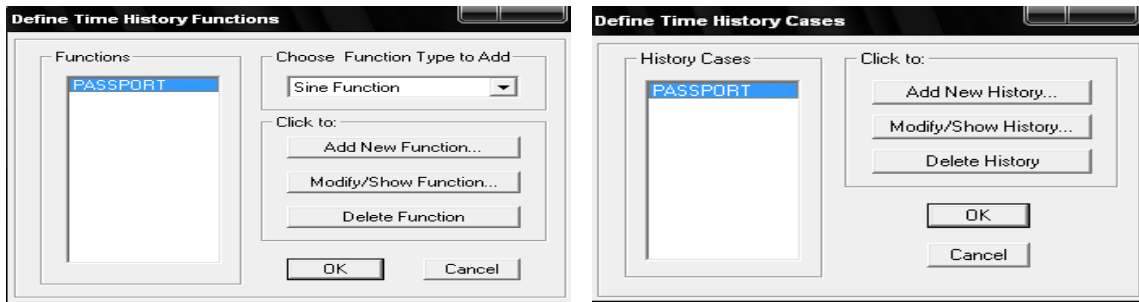 Define Time History Functions
Functions
PASSPORT
Choose Function Type to Add
Sine Function
Click to:
Add New Function...
Modify/Show Function...
Delete Function
OK
Cancel
Define Time History Cases
History Cases
PASSPORT
Click to:
Add New History...
Modify/Show History...
Delete History
OK
Cancel